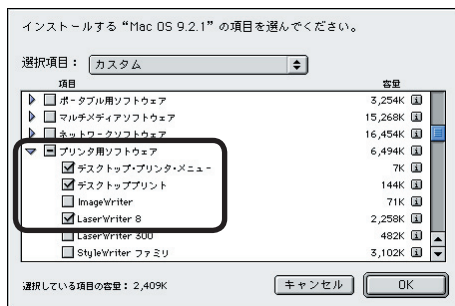 インストールする“Mac OS 9.2.1”の項目を選んでください。
選択項目： カスタム
項目 容量
ポータブル用ソフトウェア 3,254K
マルチメディアソフトウェア 15,268K
ネットワークソフトウェア 16,454K
プリンタ用ソフトウェア 6,494K
デスクトップ・プリンタ・メニュー 7K
デスクトッププリント 144K
ImageWriter 71K
LaserWriter 8 2,258K
LaserWriter 300 482K
StyleWriter ファミリ 3,102K
選択している項目の容量： 2,409K キャンセル OK